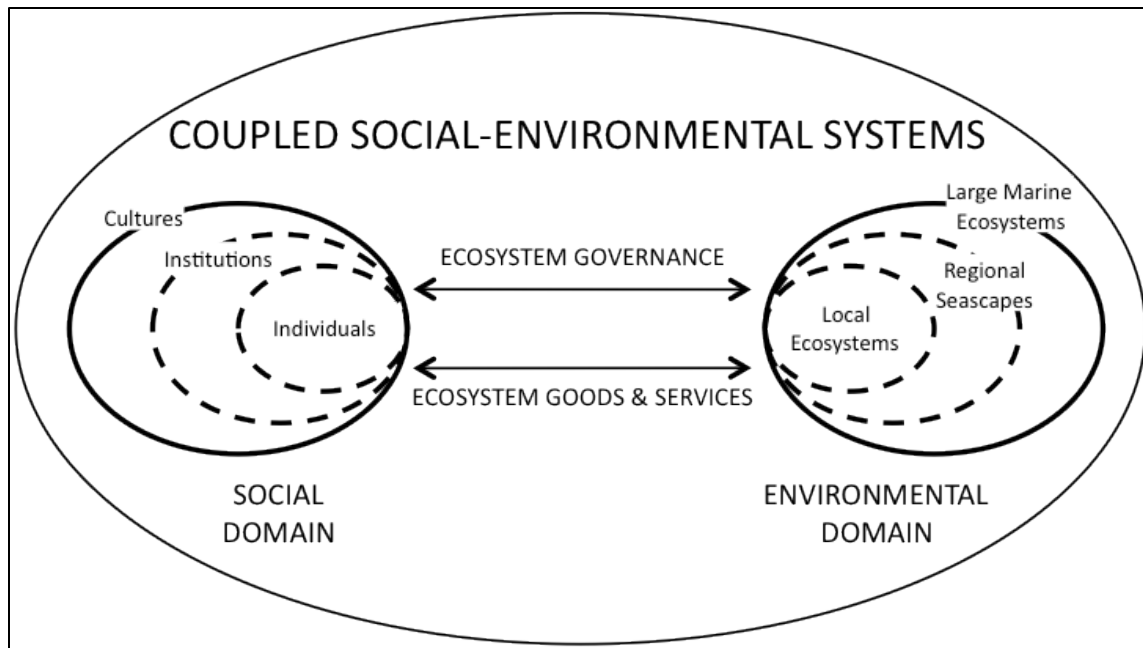 COUPLED SOCIAL-ENVIRONMENTAL SYSTEMS
Cultures
Institutions
Individuals
ECOSYSTEM GOVERNANCE
ECOSYSTEM GOODS & SERVICES
Large Marine
Ecosystems
Regional
Seascapes
Local
Ecosystems
SOCIAL
DOMAIN
ENVIRONMENTAL
DOMAIN